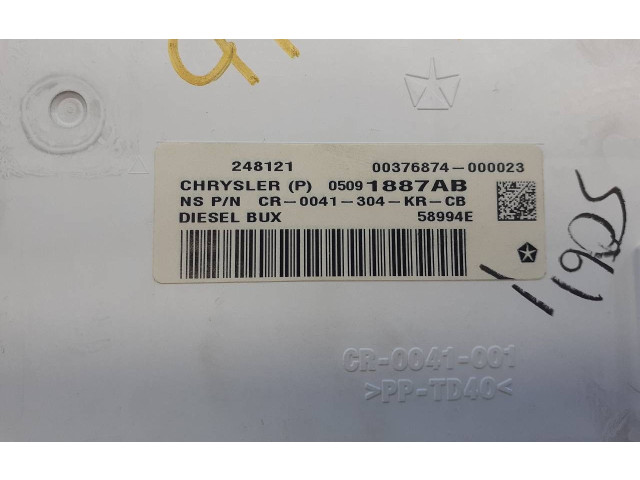 248121 00376874-000023
CHRYSLER (P) 05091887AB
NS P/N CR-0041-304-KR-CB
DIESEL BUX 58994E
11905
CR-0041-001
>PP-TD40<